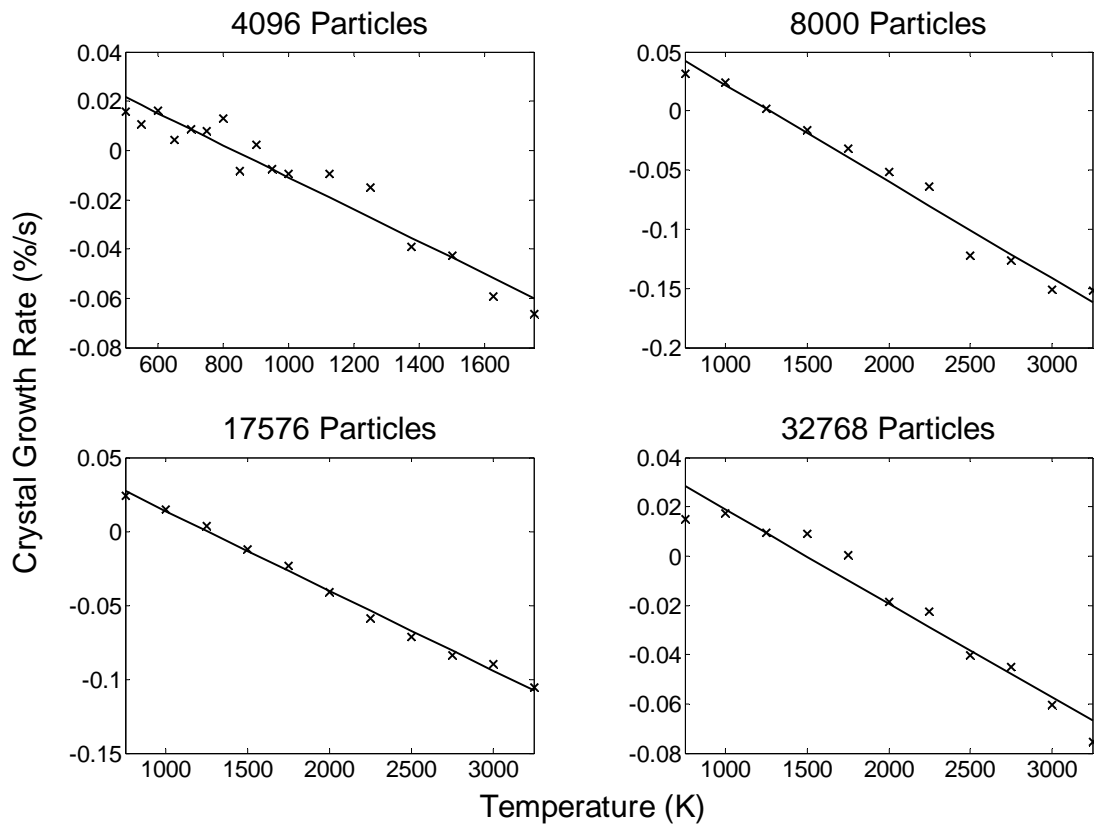 4096 Particles
0.04
0.02
0
-0.02
-0.04
-0.06
-0.08
600 800 1000 1200 1400 1600
8000 Particles
0.05
0
-0.05
-0.1
-0.15
-0.2
1000 1500 2000 2500 3000
17576 Particles
0.05
0
-0.05
-0.1
-0.15
1000 1500 2000 2500 3000
32768 Particles
0.04
0.02
0
-0.02
-0.04
-0.06
-0.08
1000 1500 2000 2500 3000
Crystal Growth Rate (%/s)
Temperature (K)